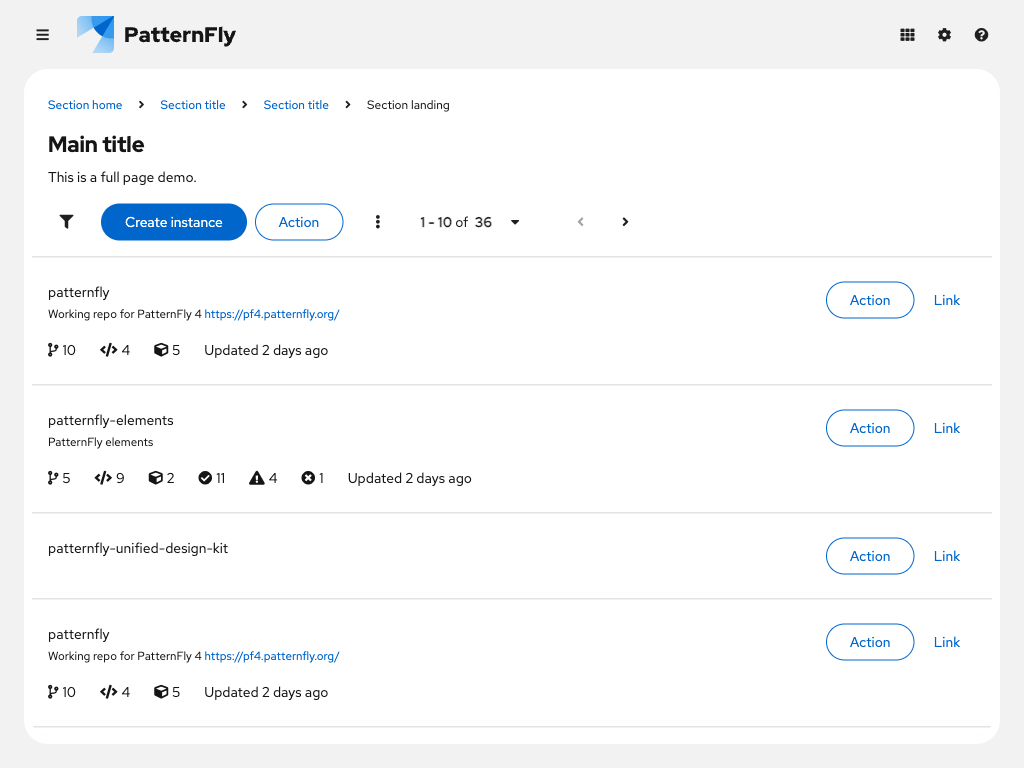 PatternFly
Section home Section title Section title Section landing
Main title
This is a full page demo.
Create instance Action 1 - 10 of 36
patternfly
Working repo for PatternFly 4 https://pf4.patternfly.org/
10 4 5 Updated 2 days ago
Action Link
patternfly-elements
PatternFly elements
5 9 2 11 4 1 Updated 2 days ago
Action Link
patternfly-unified-design-kit
Action Link
patternfly
Working repo for PatternFly 4 https://pf4.patternfly.org/
10 4 5 Updated 2 days ago
Action Link